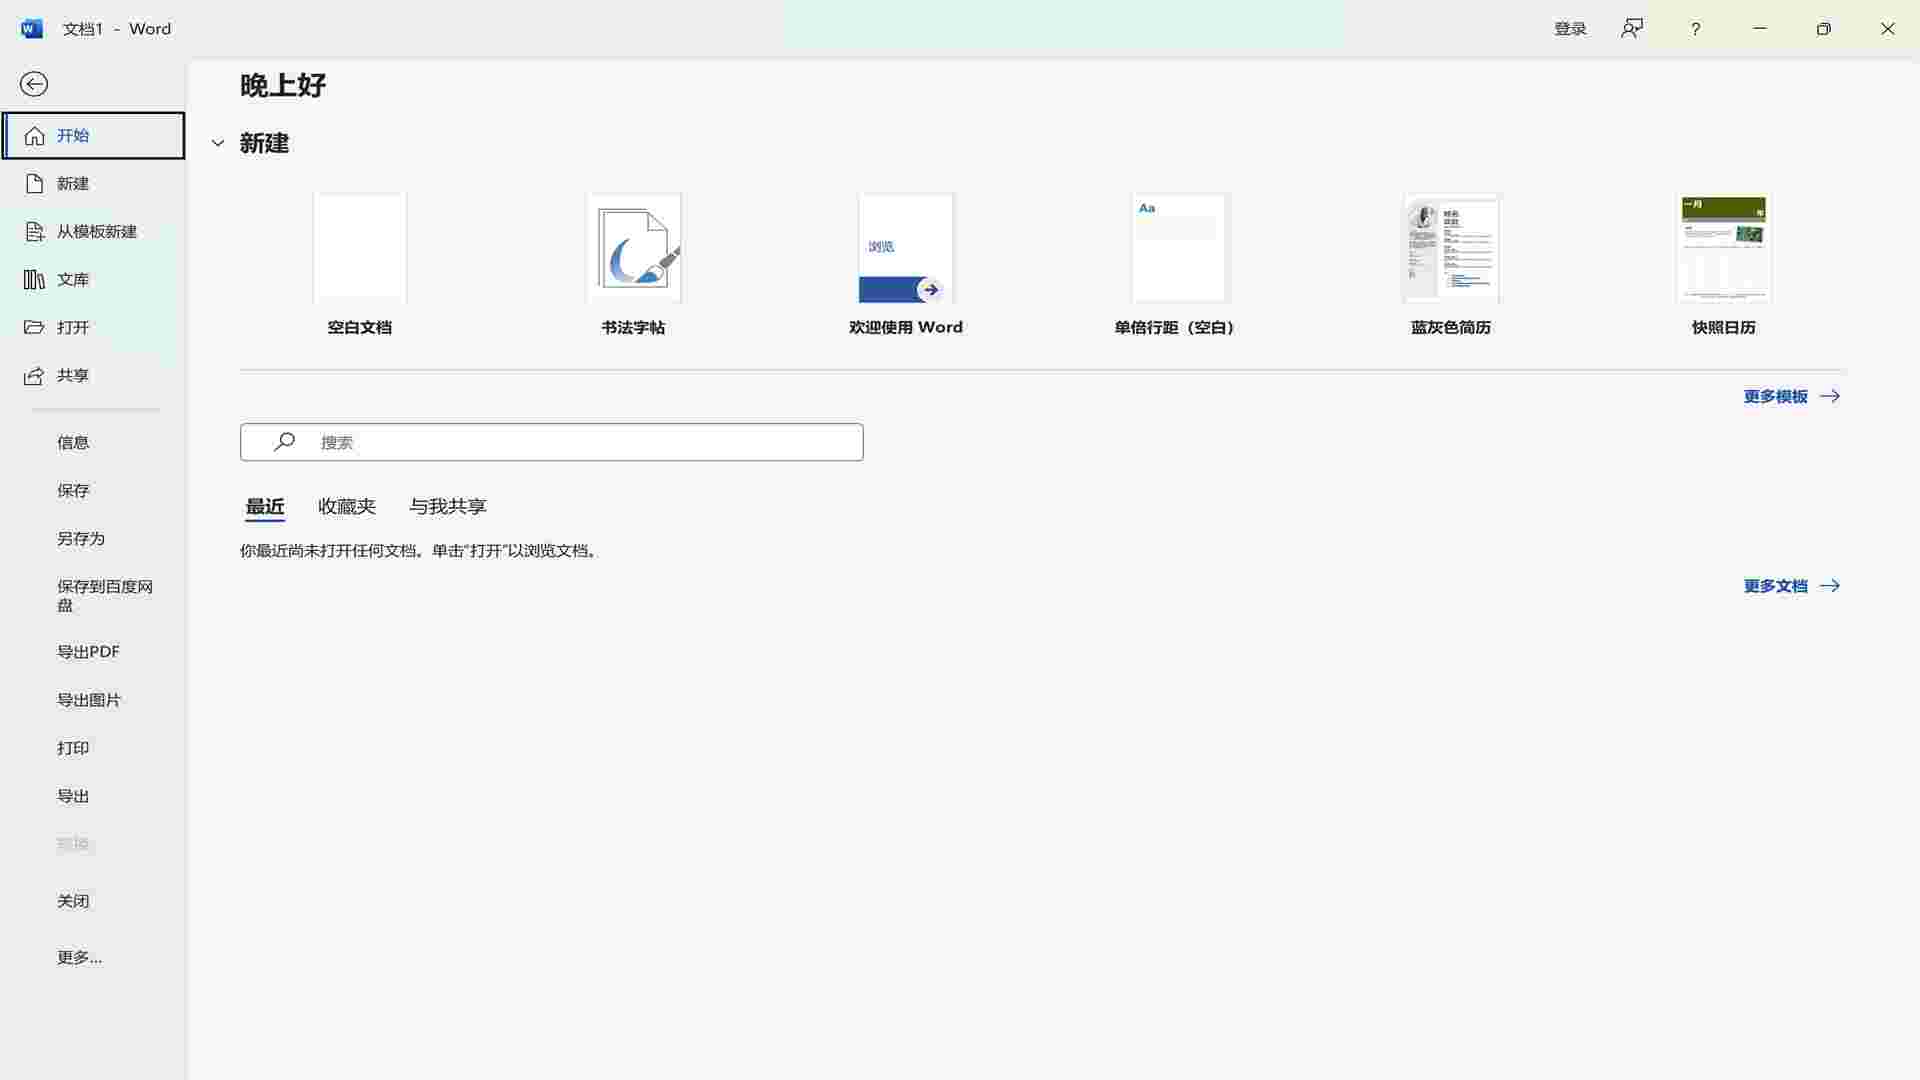 文档1 - Word
登录
?
晚上好
开始
新建
从模板新建
文库
打开
共享
信息
保存
另存为
保存到百度网
盘
导出PDF
导出图片
打印
导出
关闭
更多...
新建
Aa
浏览
一月
年
空白文档
书法字帖
欢迎使用 Word
单倍行距（空白）
蓝灰色简历
快照日历
更多模板
搜索
最近
收藏夹
与我共享
你最近尚未打开任何文档。单击“打开”以浏览文档。
更多文档